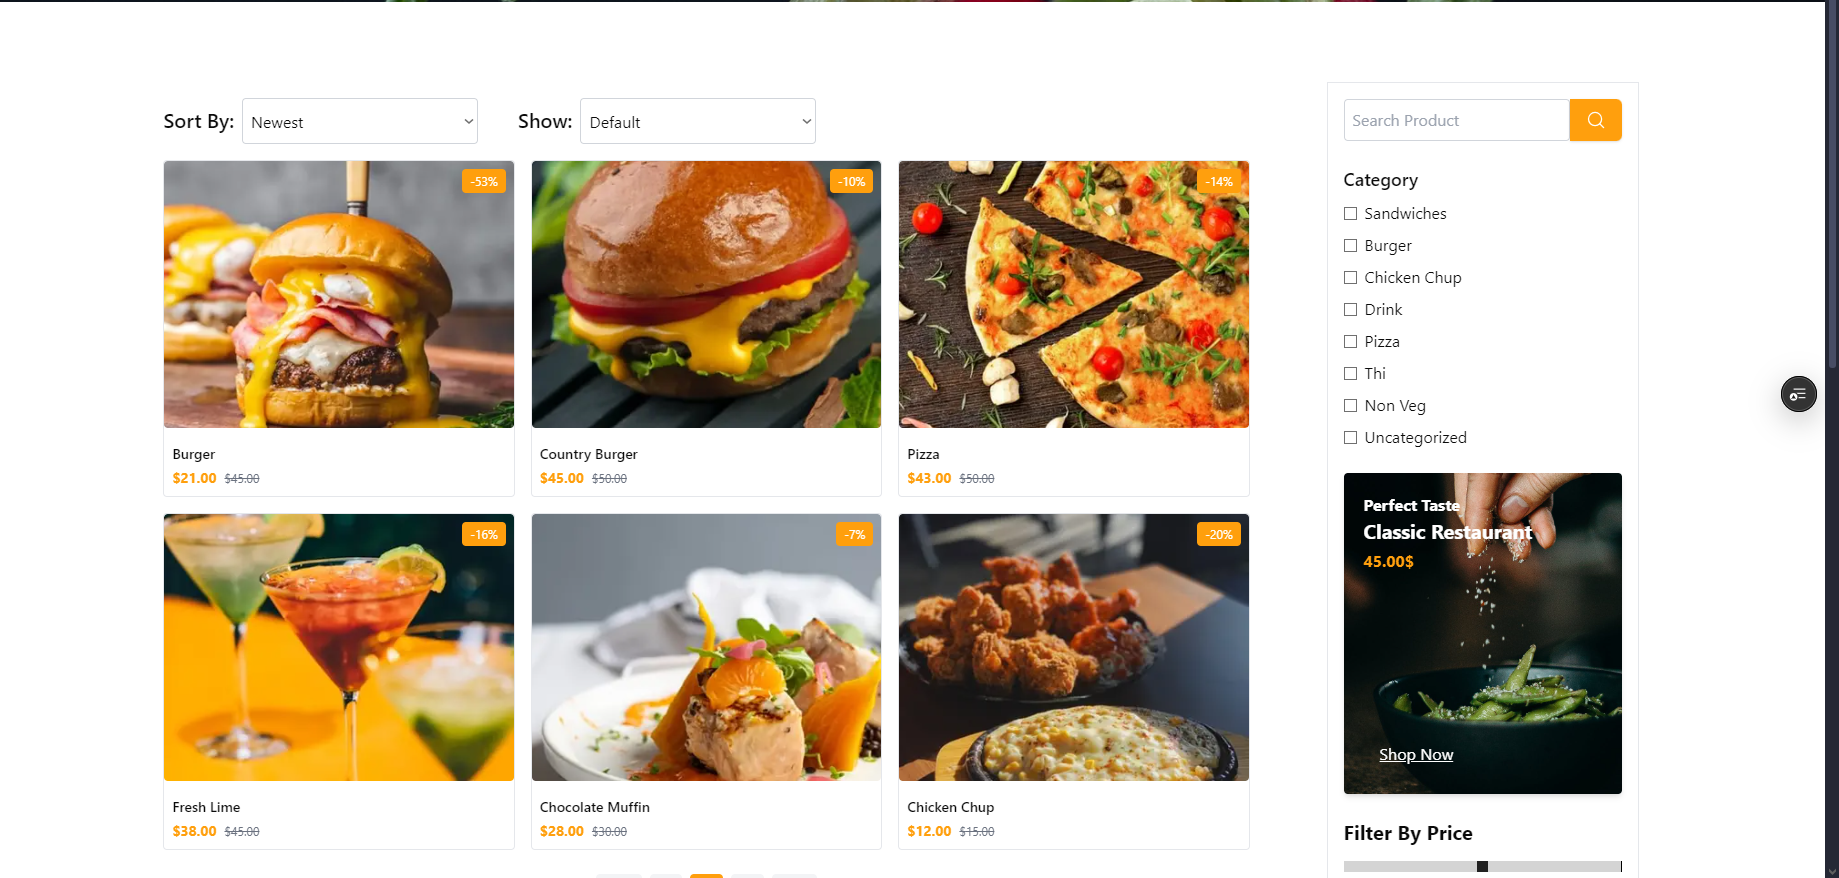 Sort By:
Newest
Show:
Default
-53%
-10%
-14%
Burger
$21.00 $45.00
Country Burger
$45.00 $50.00
Pizza
$43.00 $50.00
-16%
-7%
-20%
Fresh Lime
$38.00 $45.00
Chocolate Muffin
$28.00 $30.00
Chicken Chup
$12.00 $15.00
Search Product
Category
Sandwiches
Burger
Chicken Chup
Drink
Pizza
Thi
Non Veg
Uncategorized
Perfect Taste
Classic Restaurant
45.00$
Shop Now
Filter By Price